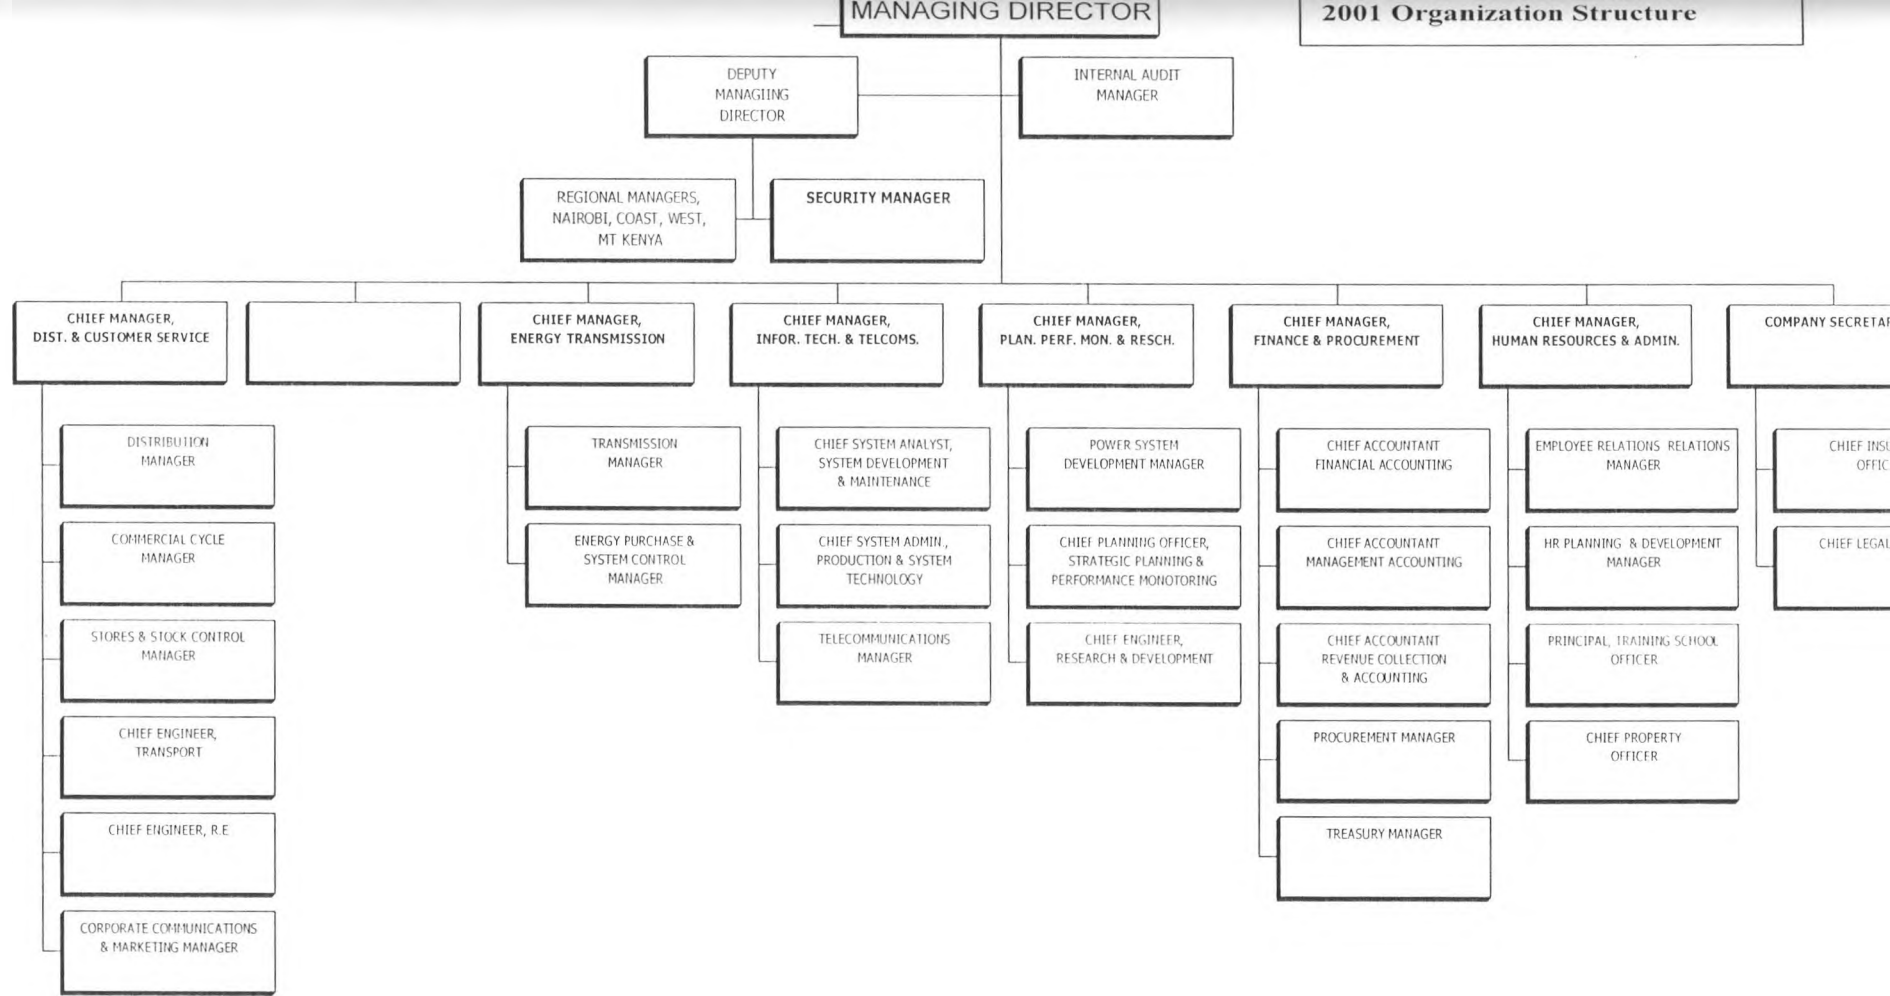 MANAGING DIRECTOR
2001 Organization Structure
DEPUTY
MANAGIING
DIRECTOR
INTERNAL AUDIT
MANAGER
REGIONAL MANAGERS,
NAIROBI, COAST, WEST,
MT KENYA
SECURITY MANAGER
CHIEF MANAGER,
DIST. & CUSTOMER SERVICE
CHIEF MANAGER,
ENERGY TRANSMISSION
CHIEF MANAGER,
INFOR. TECH. & TELCOMS.
CHIEF MANAGER,
PLAN. PERF. MON. & RESCH.
CHIEF MANAGER,
FINANCE & PROCUREMENT
CHIEF MANAGER,
HUMAN RESOURCES & ADMIN.
COMPANY
DISTRIBUTION
MANAGER
COMMERCIAL CYCLE
MANAGER
STORES & STOCK CONTROL
MANAGER
CHIEF ENGINEER,
TRANSPORT
CHIEF ENGINEER, R.E
CORPORATE COMMUNICATIONS
& MARKETING MANAGER
TRANSMISSION
MANAGER
ENERGY PURCHASE &
SYSTEM CONTROL
MANAGER
CHIEF SYSTEM ANALYST,
SYSTEM DEVELOPMENT
& MAINTENANCE
CHIEF SYSTEM ADMIN.,
PRODUCTION & SYSTEM
TECHNOLOGY
TELECOMMUNICATIONS
MANAGER
POWER SYSTEM
DEVELOPMENT MANAGER
CHIEF PLANNING OFFICER,
STRATEGIC PLANNING &
PERFORMANCE MONOTORING
CHIEF ENGINEER,
RESEARCH & DEVELOPMENT
CHIEF ACCOUNTANT
FINANCIAL ACCOUNTING
CHIEF ACCOUNTANT
MANAGEMENT ACCOUNTING
CHIEF ACCOUNTANT
REVENUE COLLECTION
& ACCOUNTING
PROCUREMENT MANAGER
TREASURY MANAGER
EMPLOYEE RELATIONS RELATIONS
MANAGER
HR PLANNING & DEVELOPMENT
MANAGER
PRINCIPAL, TRAINING SCHOOL
OFFICER
CHIEF PROPERTY
OFFICER
CHIEF
CHIEF LEGAL